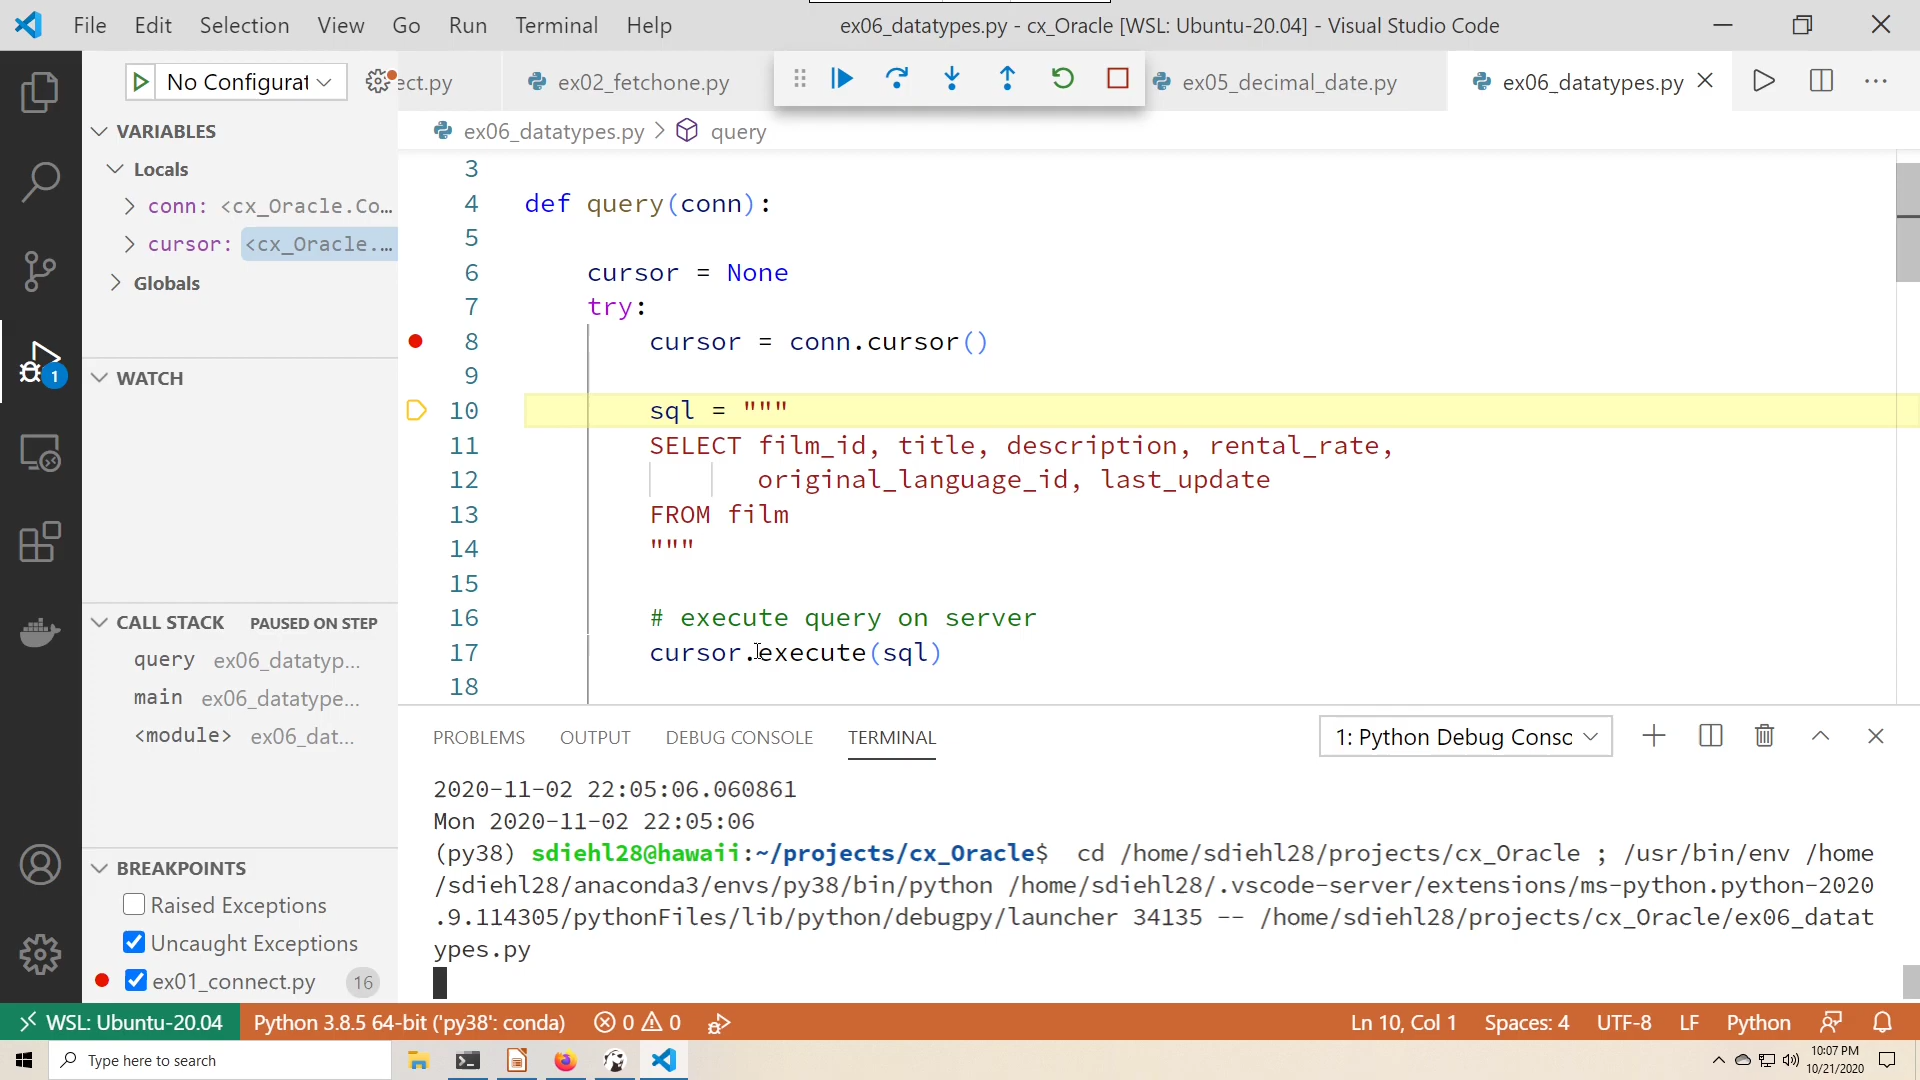 File Edit Selection View Go Run Terminal Help
ex06_datatypes.py - cx_Oracle [WSL: Ubuntu-20.04] - Visual Studio Code
No Configurat
ect.py
ex02_fetchone.py
ex05_decimal_date.py
ex06_datatypes.py
ex06_datatypes.py > query
VARIABLES
Locals
conn: <cx_Oracle.Co...
cursor: <cx_Oracle....
Globals
WATCH
CALL STACK PAUSED ON STEP
query ex06_datatyp...
main ex06_datatype...
<module> ex06_dat...
BREAKPOINTS
Raised Exceptions
Uncaught Exceptions
ex01_connect.py 16
1
3
4 def query(conn):
5
6 cursor = None
7 try:
8 cursor = conn.cursor()
9
10 sql = """
11 SELECT film_id, title, description, rental_rate,
12 original_language_id, last_update
13 FROM film
14 """
15
16 # execute query on server
17 cursor.execute(sql)
18
PROBLEMS OUTPUT DEBUG CONSOLE TERMINAL
1: Python Debug Consc
2020-11-02 22:05:06.060861
Mon 2020-11-02 22:05:06
(py38) sdiehl28@hawaii:~/projects/cx_Oracle$ cd /home/sdiehl28/projects/cx_Oracle ; /usr/bin/env /home
/sdiehl28/anaconda3/envs/py38/bin/python /home/sdiehl28/.vscode-server/extensions/ms-python.python-2020
.9.114305/pythonFiles/lib/python/debugpy/launcher 34135 -- /home/sdiehl28/projects/cx_Oracle/ex06_datat
ypes.py
WSL: Ubuntu-20.04 Python 3.8.5 64-bit ('py38': conda) 0 0 Ln 10, Col 1 Spaces: 4 UTF-8 LF Python
Type here to search
10:07 PM
10/21/2020